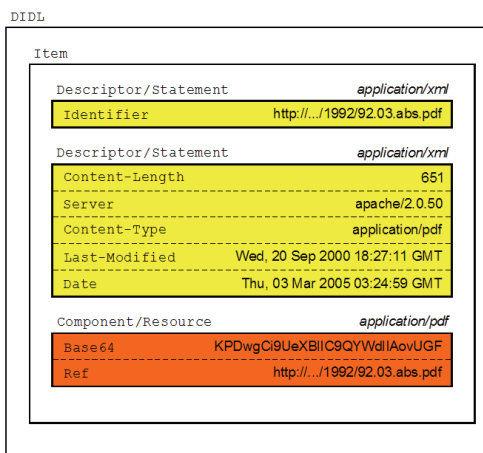 DIDL
Item
Descriptor/Statement application/xml
Identifier http://.../1992/92.03.abs.pdf
Descriptor/Statement application/xml
Content-Length 651
Server apache/2.0.50
Content-Type application/pdf
Last-Modified Wed, 20 Sep 2000 18:27:11 GMT
Date Thu, 03 Mar 2005 03:24:59 GMT
Component/Resource application/pdf
Base64 KPDwgCi9UeXBlIC9QYWdlIAovUGF
Ref http://.../1992/92.03.abs.pdf